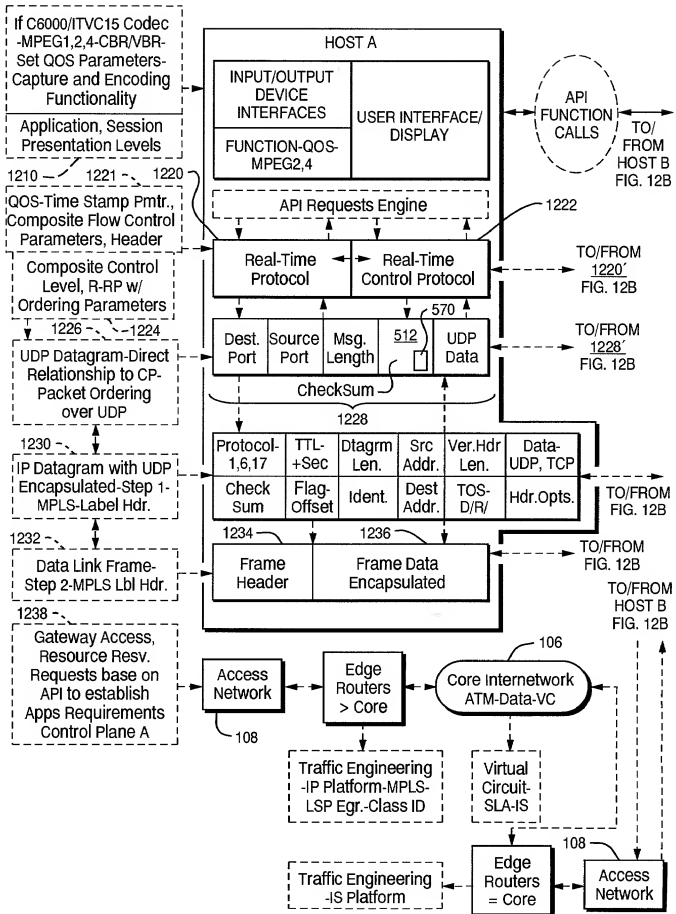 If C6000/ITVC15 Codec
-MPEG1,2,4-CBR/VBR-
Set QOS Parameters-
Capture and Encoding
Functionality
Application, Session
Presentation Levels
1210
1221
1220
QOS-Time Stamp Pmtr.,
Composite Flow Control
Parameters, Header
Composite Control
Level, R-RP w/
Ordering Parameters
1226
1224
UDP Datagram-Direct
Relationship to CP-
Packet Ordering
over UDP
1230
IP Datagram with UDP
Encapsulated-Step 1-
MPLS-Label Hdr.
1232
Data Link Frame-
Step 2-MPLS Lbl Hdr.
1238
Gateway Access,
Resource Resv.
Requests base on
API to establish
Apps Requirements
Control Plane A
HOST A
INPUT/OUTPUT
DEVICE
INTERFACES
FUNCTION-QOS-
MPEG2,4
USER INTERFACE/
DISPLAY
API
FUNCTION
CALLS
TO/
FROM
HOST B
FIG. 12B
API Requests Engine
1222
Real-Time
Protocol
Real-Time
Control Protocol
TO/FROM
1220´
FIG. 12B
Dest.
Port
Source
Port
Msg.
Length
512
570
UDP
Data
CheckSum
TO/FROM
1228´
FIG. 12B
1228
Protocol-
1,6,17
TTL-
+Sec
Dtagrm
Len.
Src
Addr.
Ver.Hdr
Len.
Data-
UDP, TCP
Check
Sum
Flag-
Offset
Ident.
Dest
Addr.
TOS-
D/R/
Hdr.Opts.
TO/FROM
FIG. 12B
1234
1236
Frame
Header
Frame Data
Encapsulated
TO/FROM
FIG. 12B
TO/FROM
HOST B
FIG. 12B
Access
Network
108
Edge
Routers
> Core
106
Core Internetwork
ATM-Data-VC
Traffic Engineering
-IP Platform-MPLS-
LSP Egr.-Class ID
Virtual
Circuit-
SLA-IS
Traffic Engineering
-IS Platform
Edge
Routers
= Core
108
Access
Network